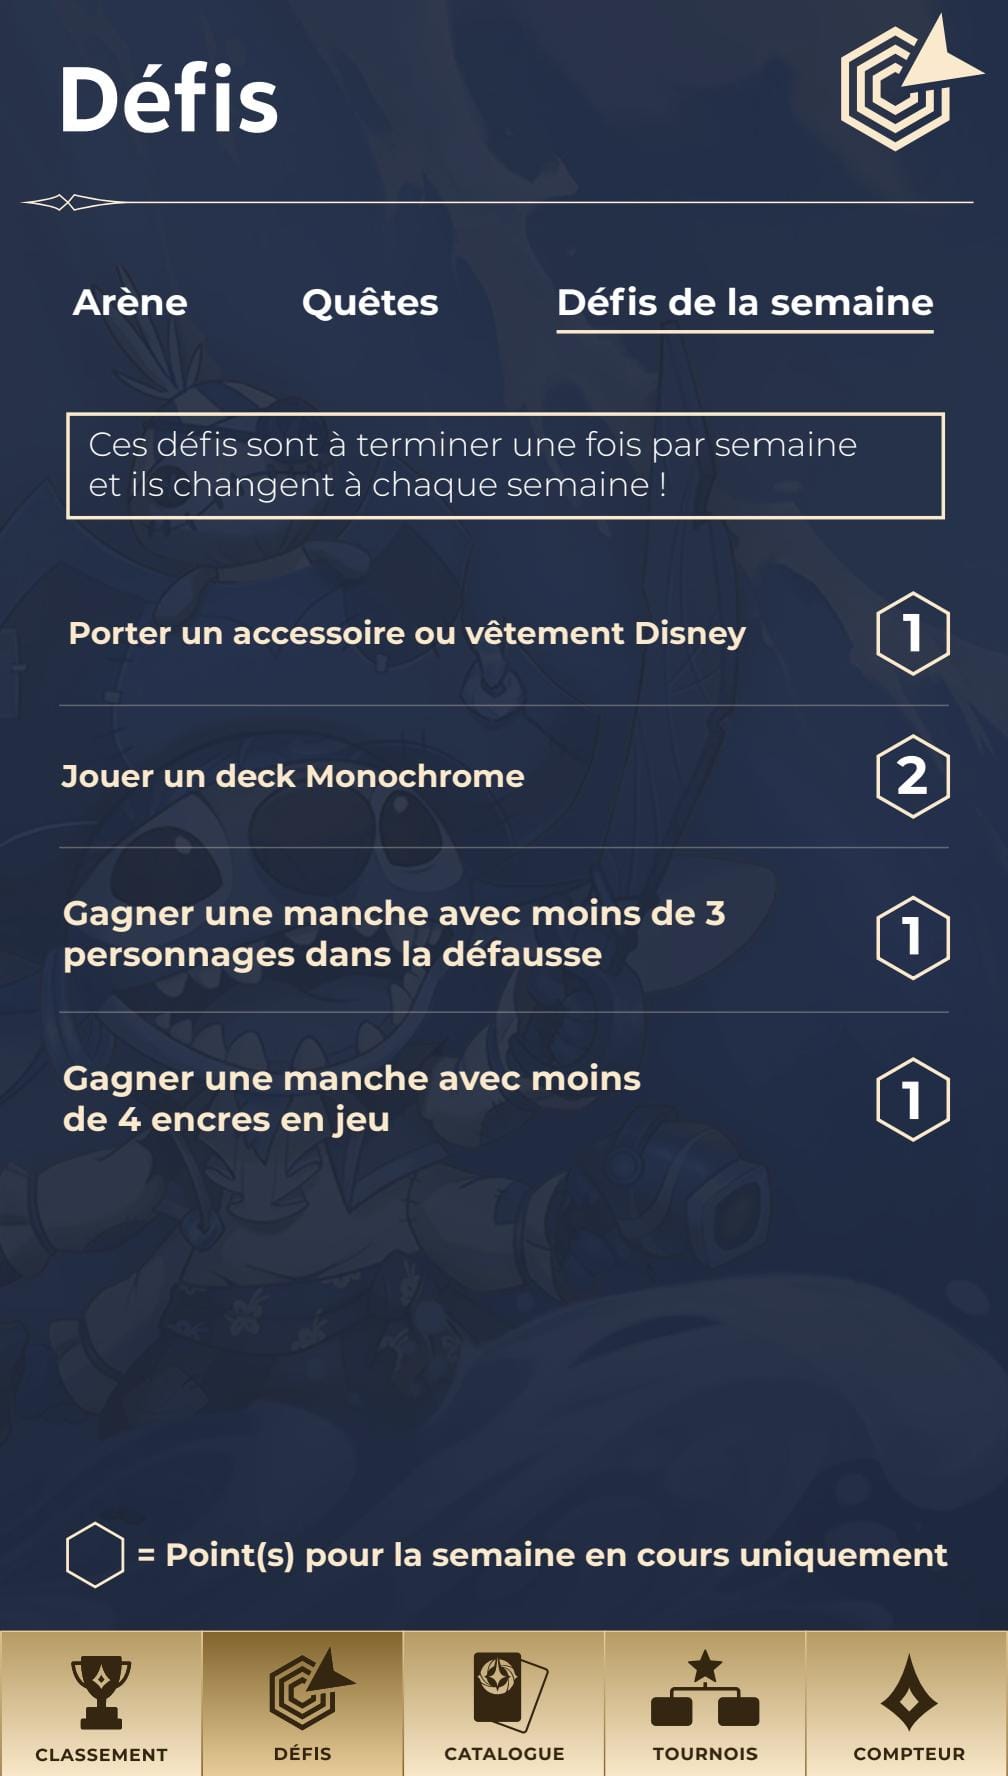 Défis
Arène Quêtes Défis de la semaine
Ces défis sont à terminer une fois par semaine
et ils changent à chaque semaine !
Porter un accessoire ou vêtement Disney 1
Jouer un deck Monochrome 2
Gagner une manche avec moins de 3
personnages dans la défausse 1
Gagner une manche avec moins
de 4 encres en jeu 1
= Point(s) pour la semaine en cours uniquement
CLASSEMENT DÉFIS CATALOGUE TOURNOIS COMPTEUR